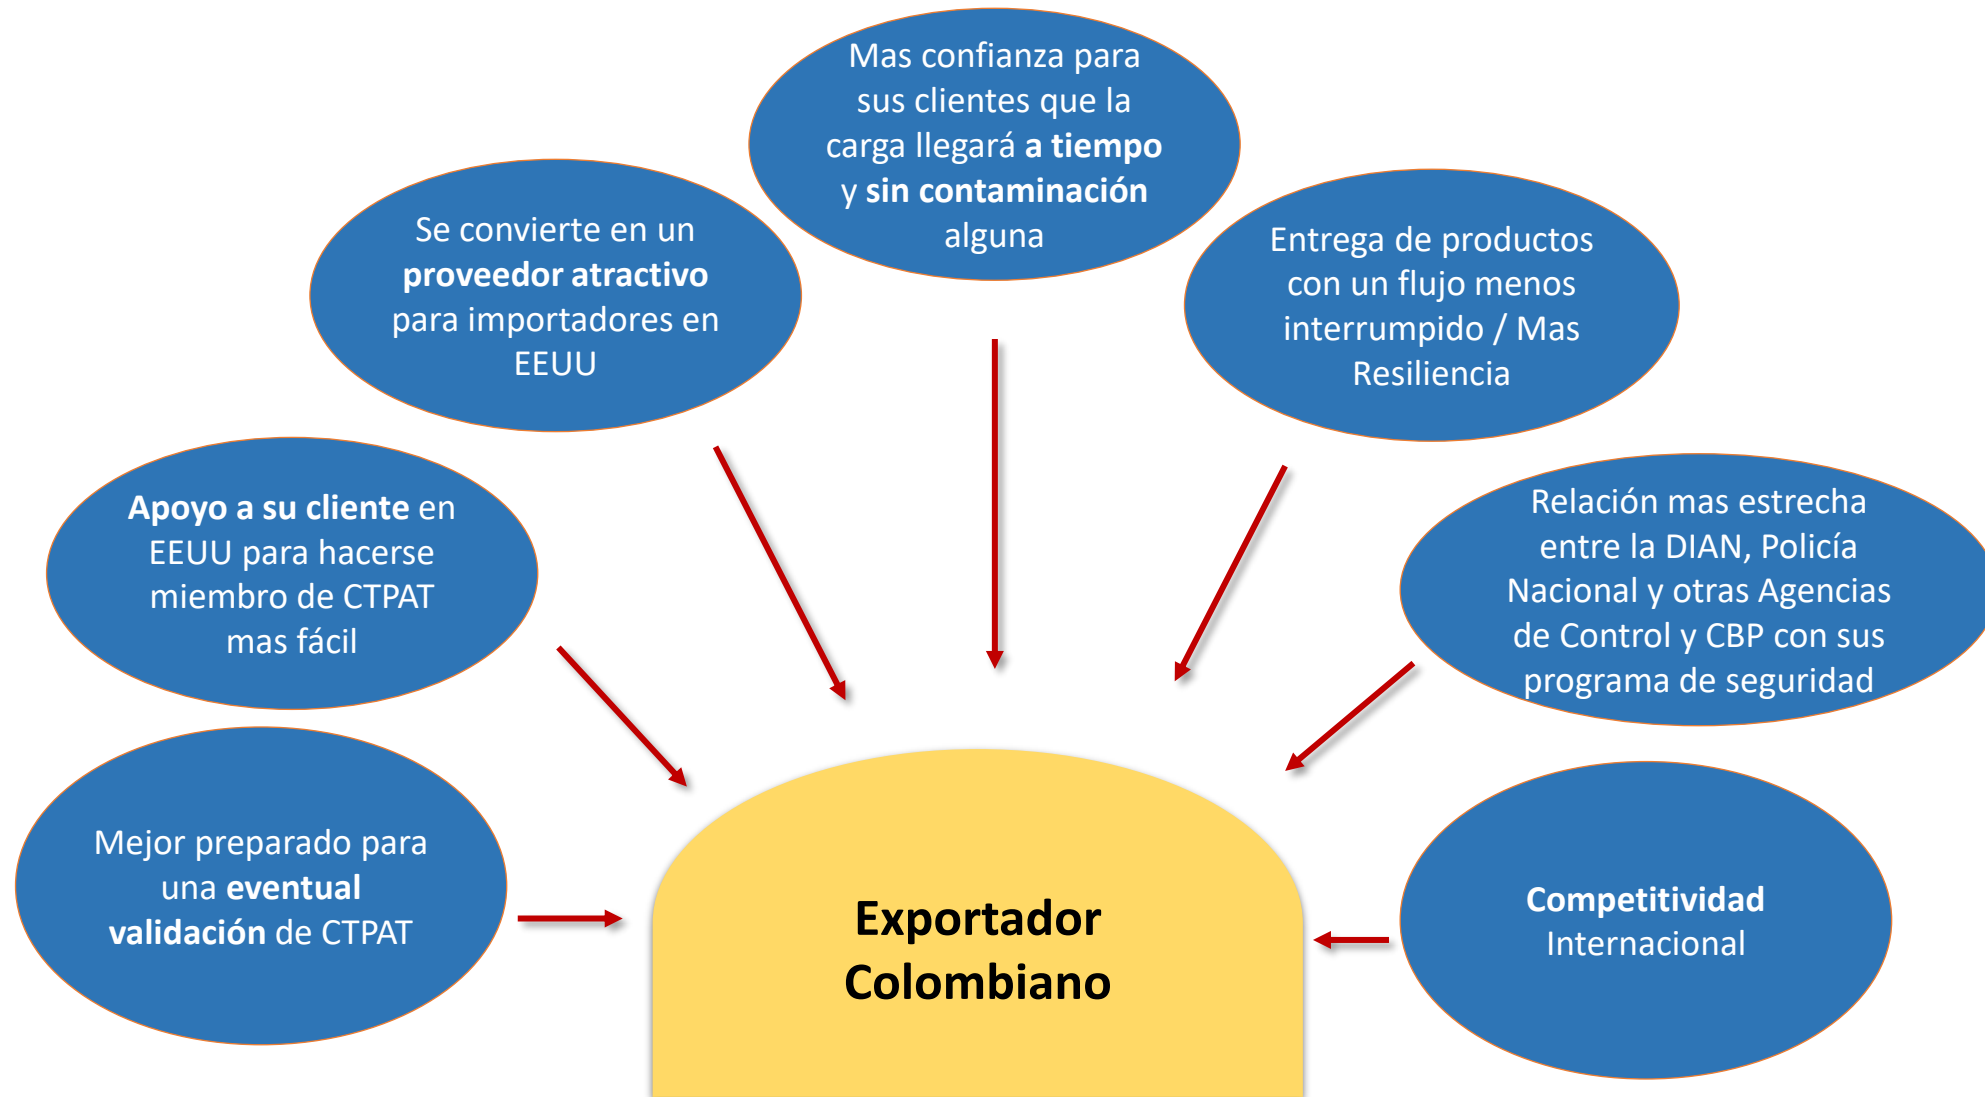 Mas confianza para
sus clientes que la
carga llegará a tiempo
y sin contaminación
alguna
Se convierte en un
proveedor atractivo
para importadores en
EEUU
Entrega de productos
con un flujo menos
interrumpido / Mas
Resiliencia
Apoyo a su cliente en
EEUU para hacerse
miembro de CTPAT
mas fácil
Relación mas estrecha
entre la DIAN, Policía
Nacional y otras Agencias
de Control y CBP con sus
programa de seguridad
Mejor preparado para
una eventual
validación de CTPAT
Exportador
Colombiano
Competitividad
Internacional